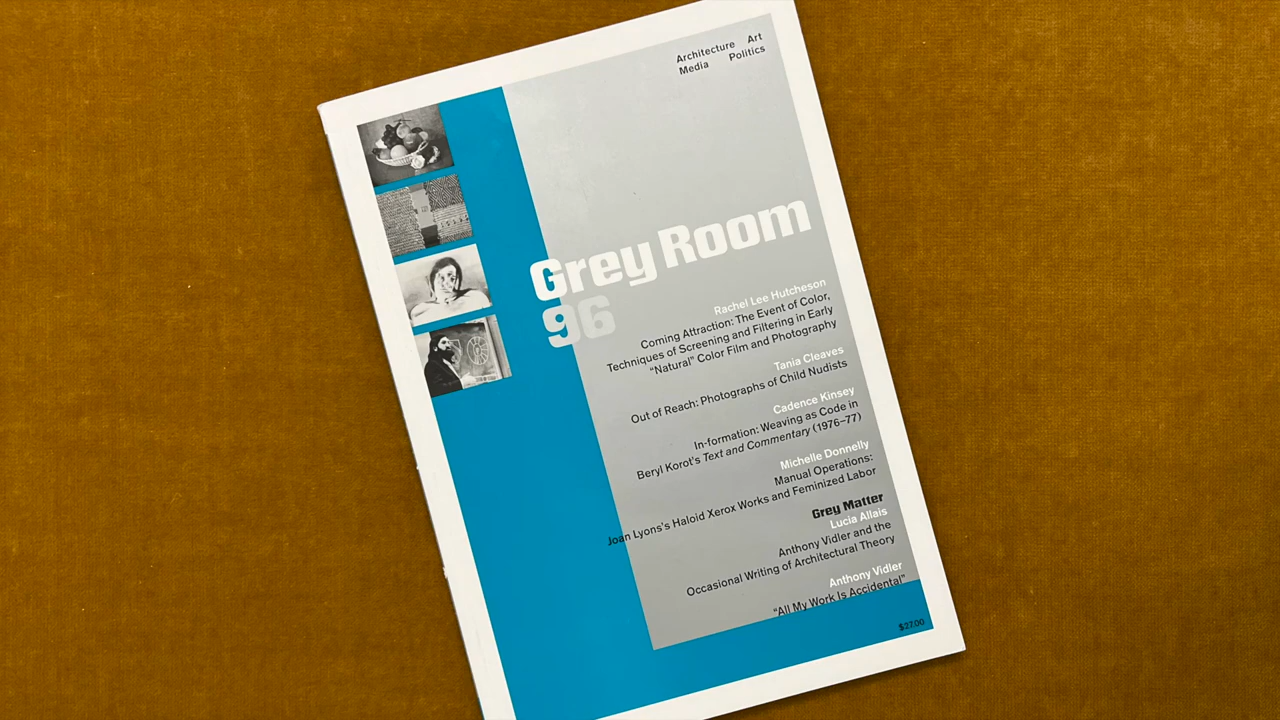 Architecture Art
Media Politics
Grey Room
96
Rachel Lee Hutcheson
Coming Attraction: The Event of Color,
Techniques of Screening and Filtering in Early
“Natural” Color Film and Photography
Tania Cleaves
Out of Reach: Photographs of Child Nudists
Cadence Kinsey
In-formation: Weaving as Code in
Beryl Korot’s Text and Commentary (1976–77)
Michelle Donnelly
Manual Operations:
Joan Lyons’s Haloid Xerox Works and Feminized Labor
Grey Matter
Lucia Allais
Anthony Vidler and the
Occasional Writing of Architectural Theory
Anthony Vidler
“All My Work Is Accidental”
$27.00